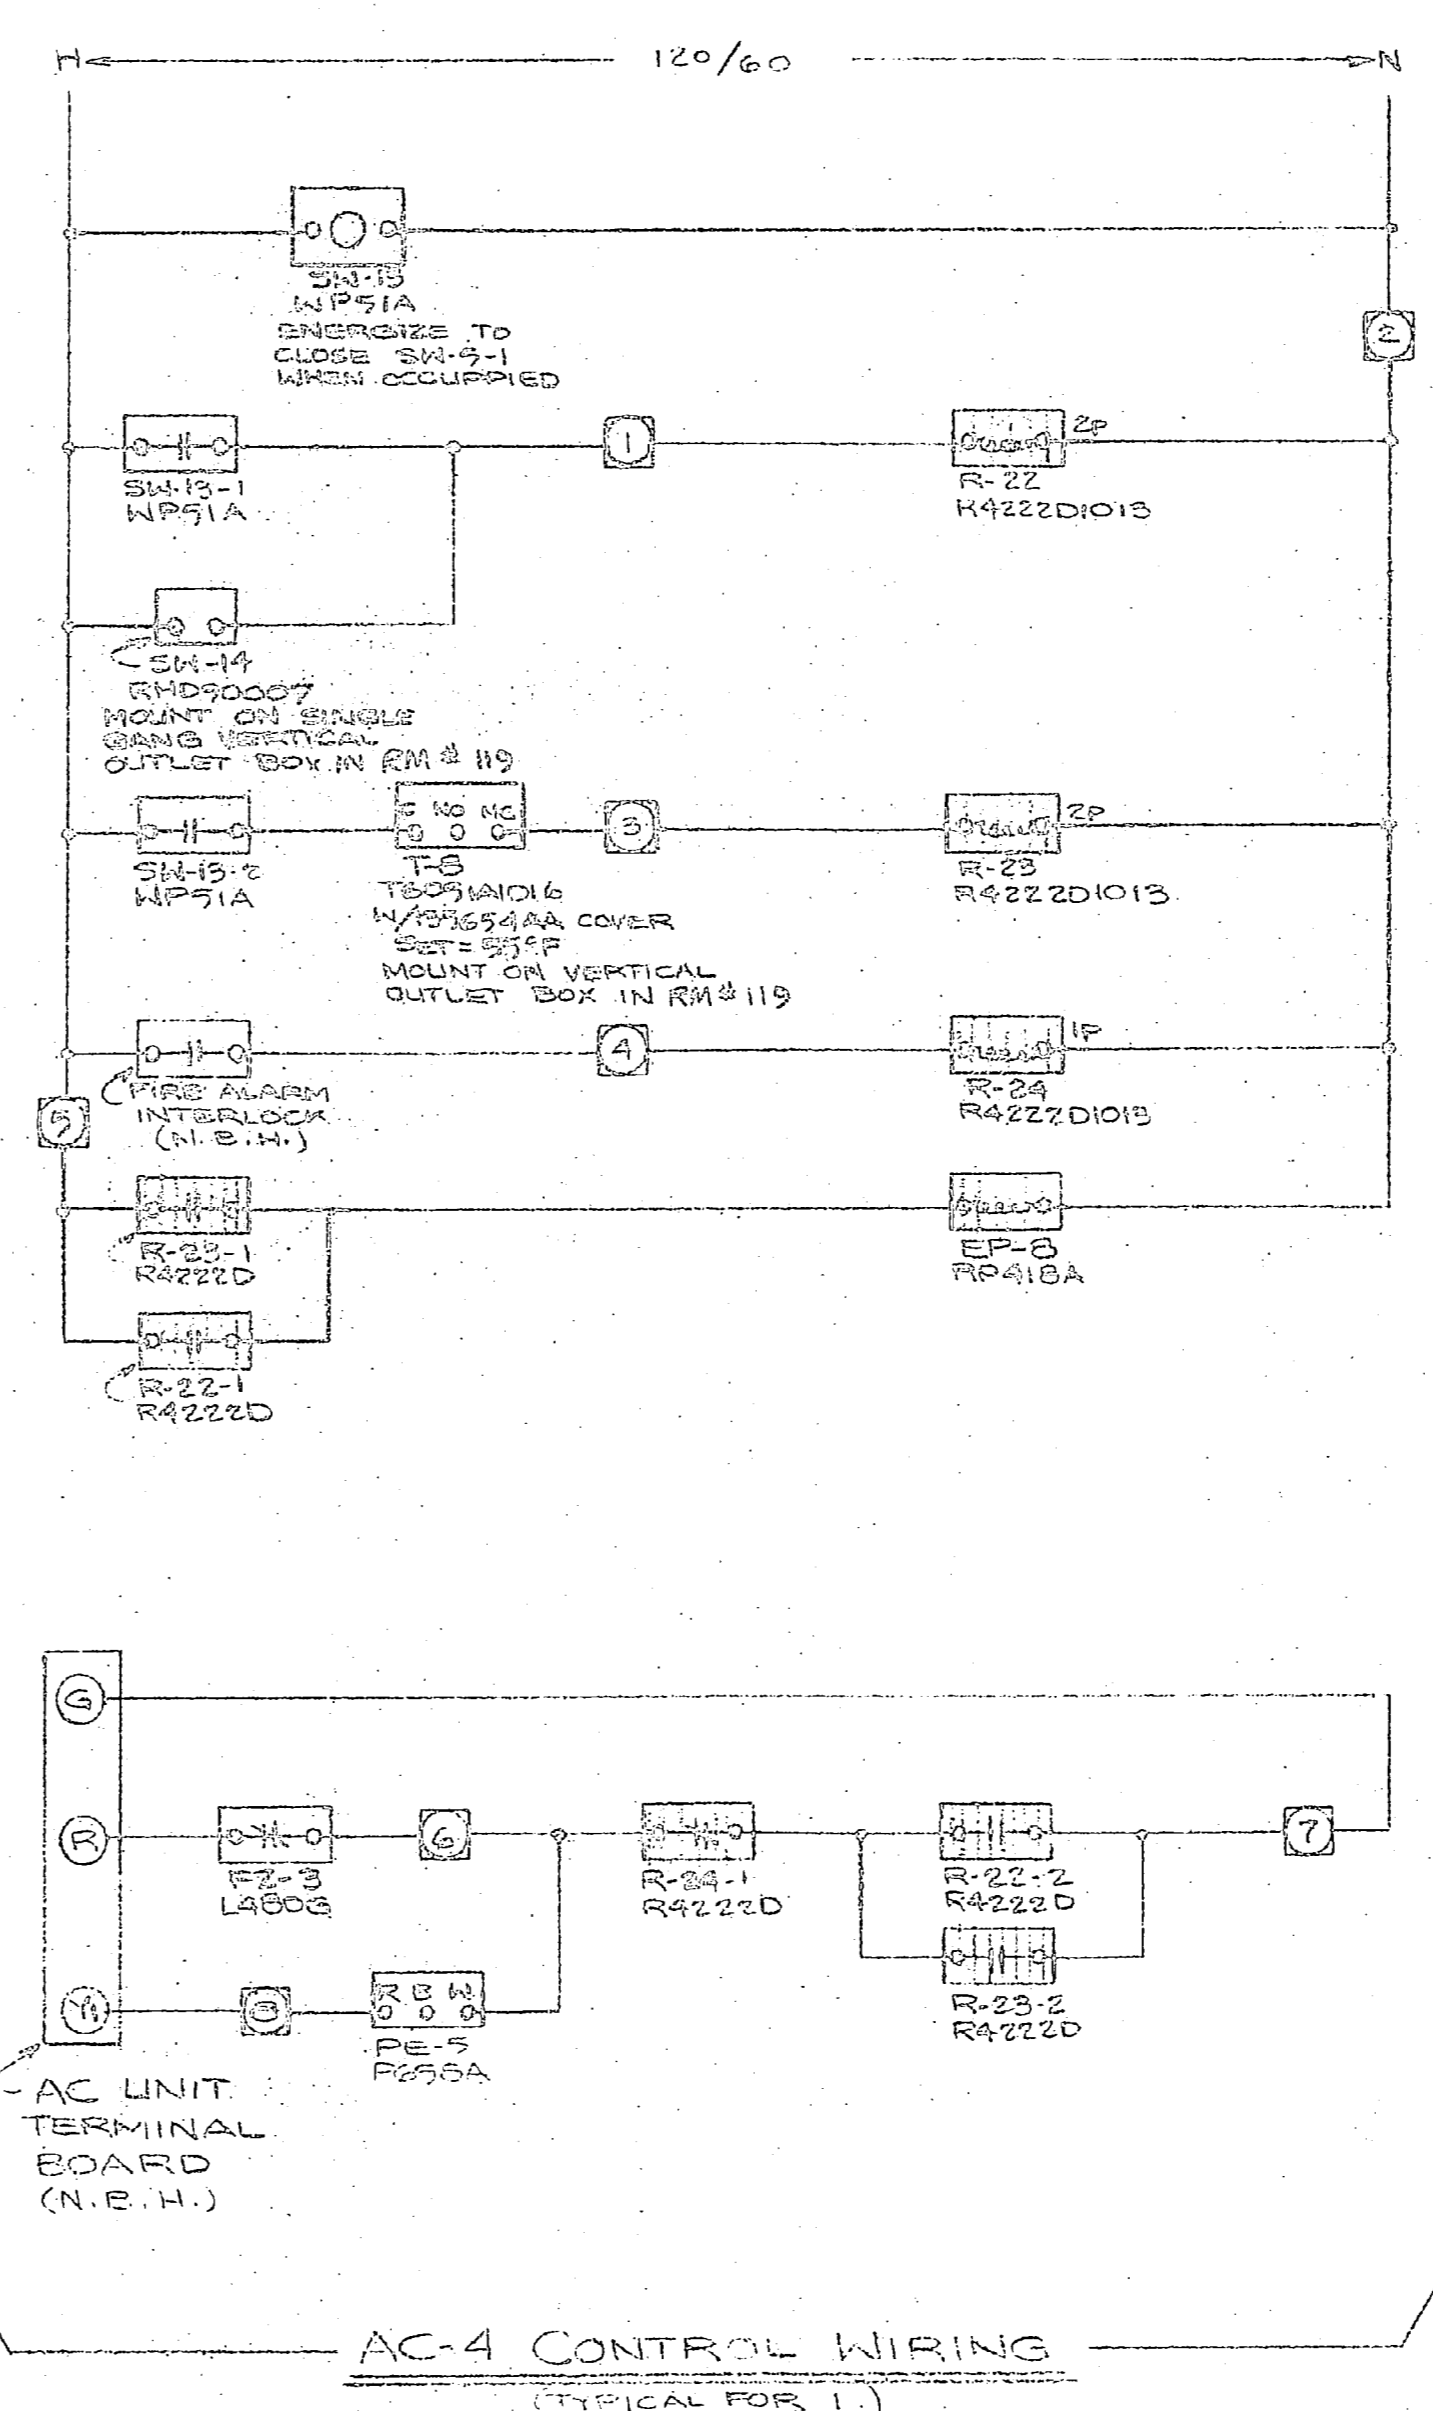 H 120/60 N
SW-13
WP51A
ENERGIZE TO
CLOSE SW-5-1
WHEN OCCUPPIED
2
1
2P
SW-13-1
WP51A
R-22
R4222D1013
SW-14
MOUNT ON SINGLE
GANG VERTICAL
OUTLET BOX IN RM # 119
NO
3
2P
SW-13-2
WP51A
T-8
COVER
SET = 55°F
MOUNT ON VERTICAL
OUTLET BOX IN RM # 119
R-23
R4222D1013
4
1P
FIRE ALARM
INTERLOCK
(N.B.H.)
R-24
R4222D1013
5
R-23-1
R4222D
EP-8
RP418A
R-22-1
R4222D
G
R
6
7
FZ-3
L480G
R-24-1
R4222D
R-22-2
R4222D
Y1
8
R B W
PE-5
P658A
R-23-2
R4222D
AC UNIT
TERMINAL
BOARD
(N.B.H.)
AC-4 CONTROL WIRING
(TYPICAL FOR 1.)